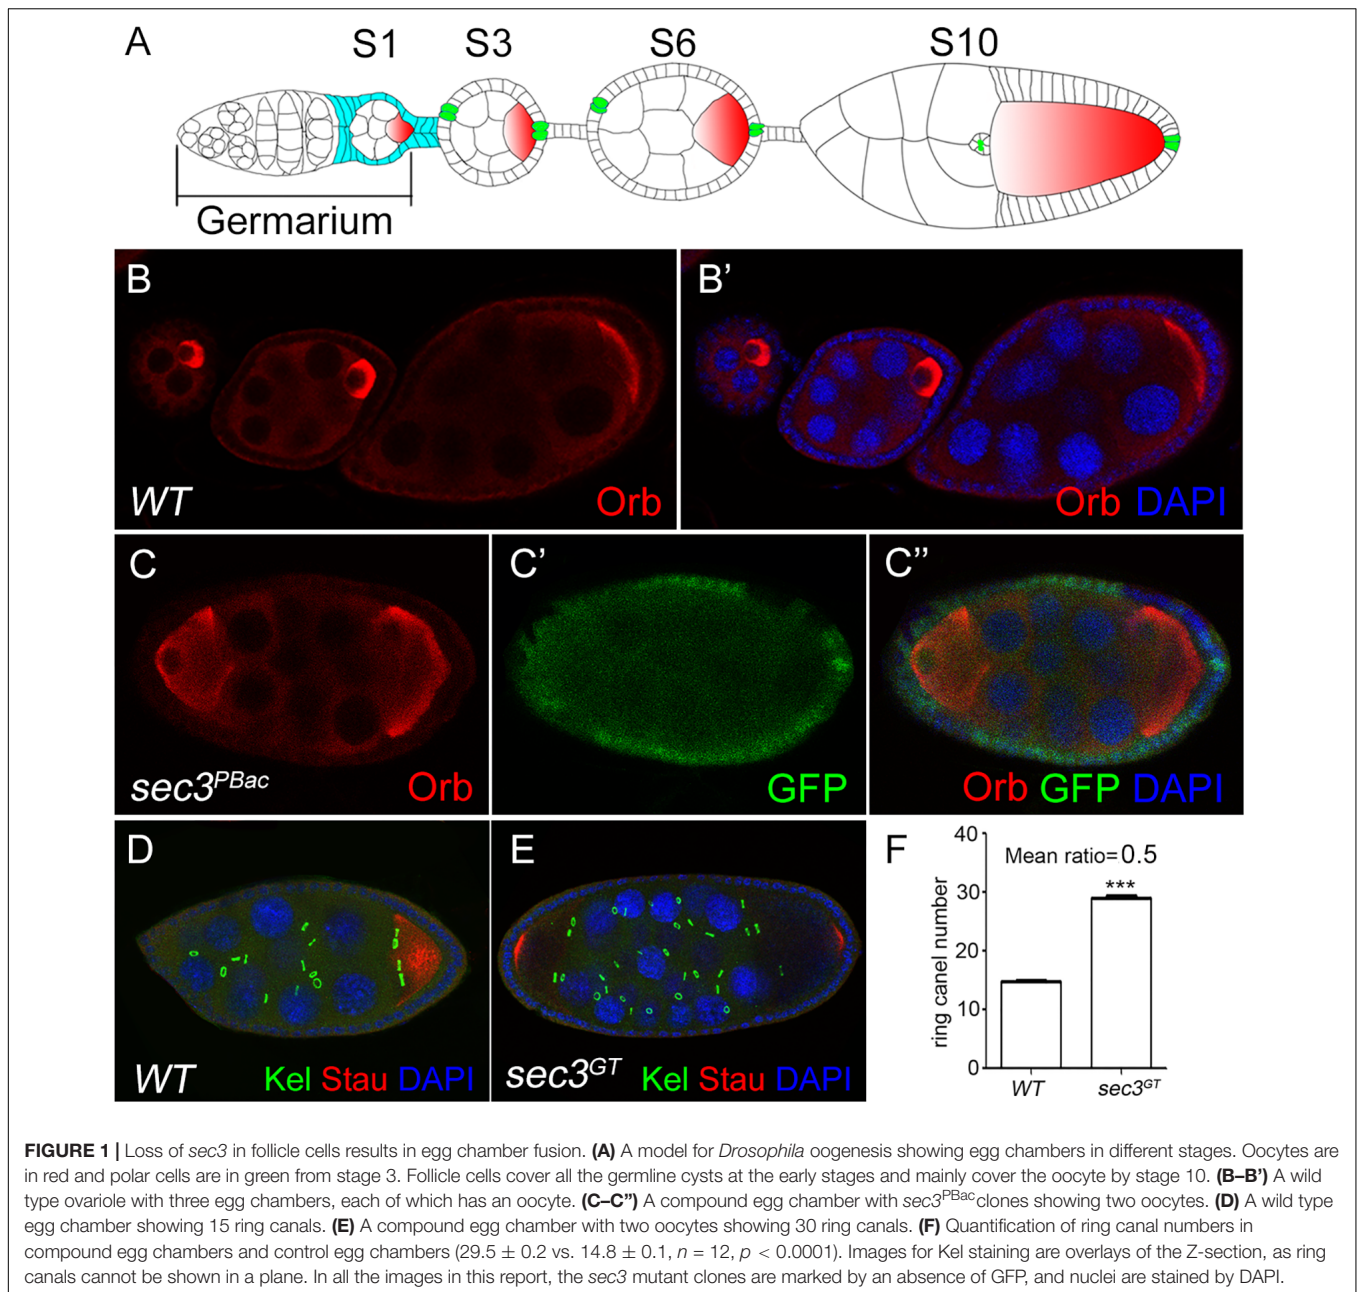 A
S1
S3
S6
S10
Germarium
B
WT
Orb
B’
Orb DAPI
C
sec3PBac
Orb
C’
GFP
C”
Orb GFP DAPI
D
WT
Kel Stau DAPI
E
sec3GT
Kel Stau DAPI
F
Mean ratio=0.5
***
ring canel number
40
30
20
10
0
WT
sec3GT
FIGURE 1 | Loss of sec3 in follicle cells results in egg chamber fusion. (A) A model for Drosophila oogenesis showing egg chambers in different stages. Oocytes are
in red and polar cells are in green from stage 3. Follicle cells cover all the germline cysts at the early stages and mainly cover the oocyte by stage 10. (B–B’) A wild
type ovariole with three egg chambers, each of which has an oocyte. (C–C”) A compound egg chamber with sec3PBac clones showing two oocytes. (D) A wild type
egg chamber showing 15 ring canals. (E) A compound egg chamber with two oocytes showing 30 ring canals. (F) Quantification of ring canal numbers in
compound egg chambers and control egg chambers (29.5 ± 0.2 vs. 14.8 ± 0.1, n = 12, p < 0.0001). Images for Kel staining are overlays of the Z-section, as ring
canals cannot be shown in a plane. In all the images in this report, the sec3 mutant clones are marked by an absence of GFP, and nuclei are stained by DAPI.